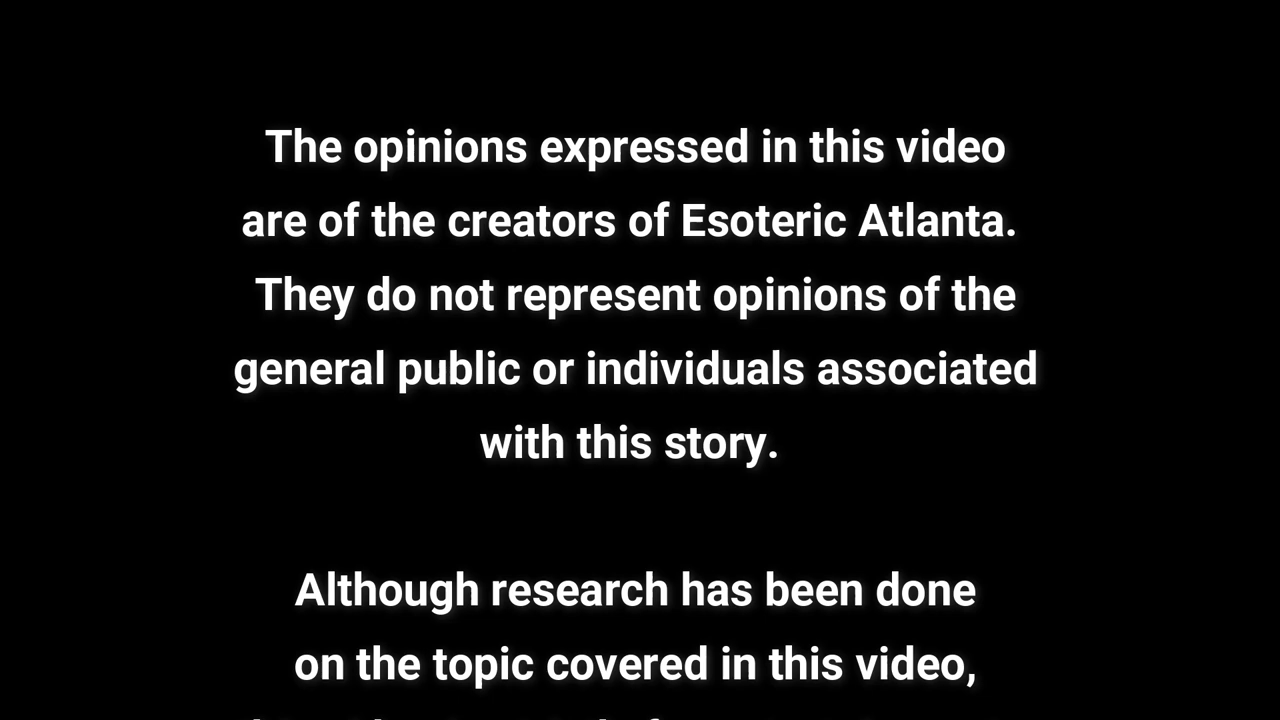 The opinions expressed in this video
are of the creators of Esoteric Atlanta.
They do not represent opinions of the
general public or individuals associated
with this story.
Although research has been done
on the topic covered in this video,